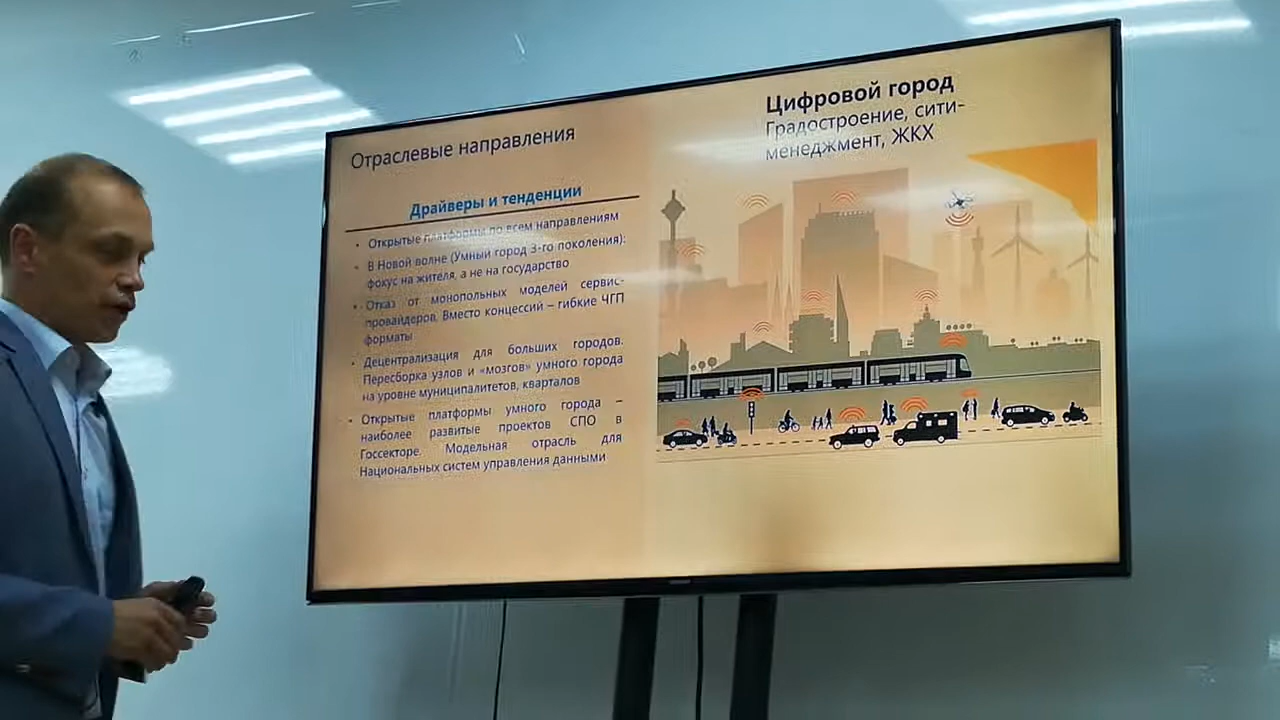 Отраслевые направления
Драйверы и тенденции
• Открытые платформы по всем направлениям
• В Новой волне (Умный город 3-го поколения):
фокус на жителя, а не на государство
• Отказ от монопольных моделей сервис-
провайдеров. Вместо концессий – гибкие ЧГП
форматы
• Децентрализация для больших городов.
Пересборка узлов и «мозгов» умного города
на уровне муниципалитетов, кварталов
• Открытые платформы умного города –
наиболее развитые проектов СПО в
Госсекторе. Модельная отрасль для
Национальных систем управления данными
Цифровой город
Градостроение, сити-
менеджмент, ЖКХ